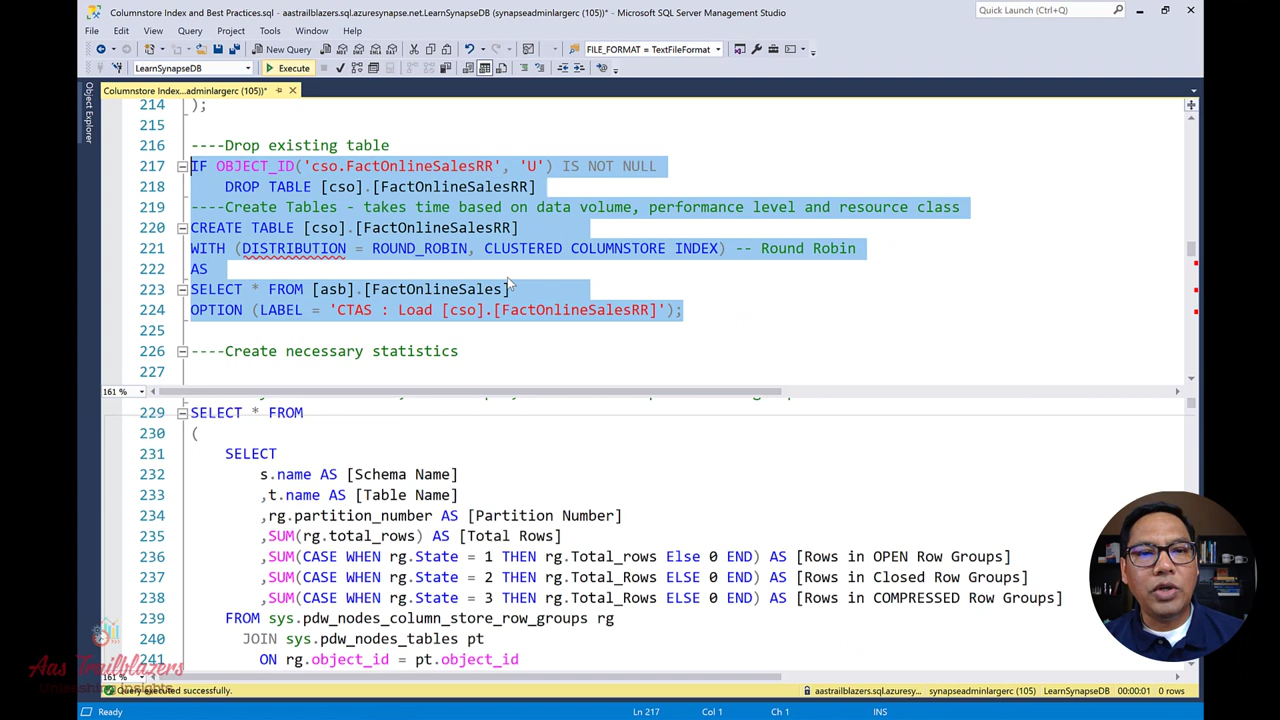 Columnstore Index and Best Practices.sql - aastrailblazers.sql.azuresynapse.net.LearnSynapseDB (synapseadminlargerc (105))* - Microsoft SQL Server Management Studio
Quick Launch (Ctrl+Q)
File Edit View Query Project Tools Window Help
New Query
FILE_FORMAT = TextFileFormat
LearnSynapseDB
Execute
Columnstore Index...adminlargerc (105))*
Object Explorer
214 );
215
216 ----Drop existing table
217 IF OBJECT_ID('cso.FactOnlineSalesRR', 'U') IS NOT NULL
218 DROP TABLE [cso].[FactOnlineSalesRR]
219 ----Create Tables - takes time based on data volume, performance level and resource class
220 CREATE TABLE [cso].[FactOnlineSalesRR]
221 WITH (DISTRIBUTION = ROUND_ROBIN, CLUSTERED COLUMNSTORE INDEX) -- Round Robin
222 AS
223 SELECT * FROM [asb].[FactOnlineSales]
224 OPTION (LABEL = 'CTAS : Load [cso].[FactOnlineSalesRR]');
225
226 ----Create necessary statistics
227
161 %
229 SELECT * FROM
230 (
231 SELECT
232 s.name AS [Schema Name]
233 ,t.name AS [Table Name]
234 ,rg.partition_number AS [Partition Number]
235 ,SUM(rg.total_rows) AS [Total Rows]
236 ,SUM(CASE WHEN rg.State = 1 THEN rg.Total_rows Else 0 END) AS [Rows in OPEN Row Groups]
237 ,SUM(CASE WHEN rg.State = 2 THEN rg.Total_Rows ELSE 0 END) AS [Rows in Closed Row Groups]
238 ,SUM(CASE WHEN rg.State = 3 THEN rg.Total_Rows ELSE 0 END) AS [Rows in COMPRESSED Row Groups]
239 FROM sys.pdw_nodes_column_store_row_groups rg
240 JOIN sys.pdw_nodes_tables pt
241 ON rg.object_id = pt.object_id
161 %
Aas Trailblazers
Unleashing Insights
Query executed successfully.
aastrailblazers.sql.azuresy... synapseadminlargerc (105) LearnSynapseDB 00:00:01 0 rows
Ready Ln 217 Col 1 Ch 1 INS